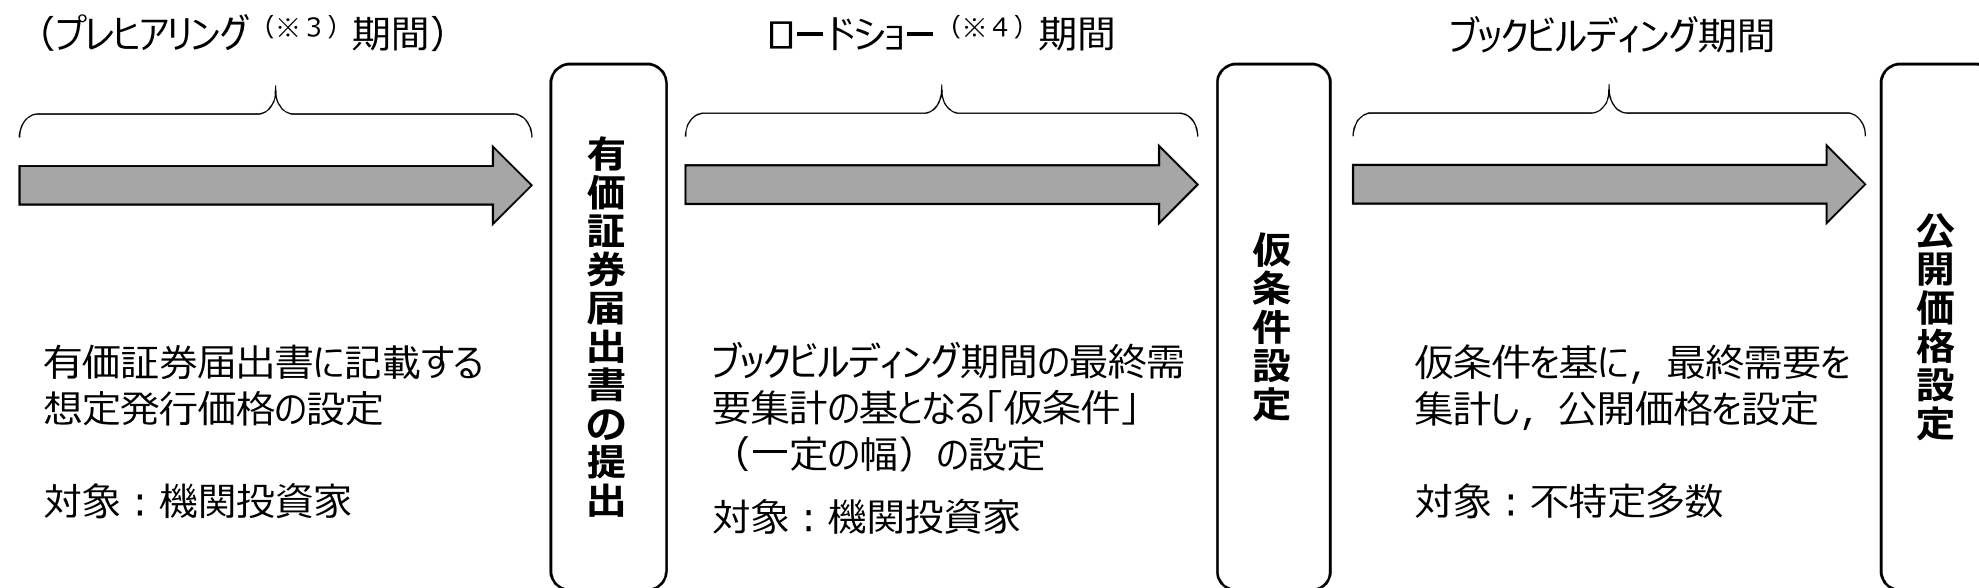 （プレヒアリング（※３）期間）
有価証券届出書に記載する
想定発行価格の設定
対象：機関投資家
有価証券届出書の提出
ロードショー（※４）期間
ブックビルディング期間の最終需
要集計の基となる「仮条件」
（一定の幅）の設定
対象：機関投資家
仮条件設定
ブックビルディング期間
仮条件を基に，最終需要を
集計し，公開価格を設定
対象：不特定多数
公開価格設定